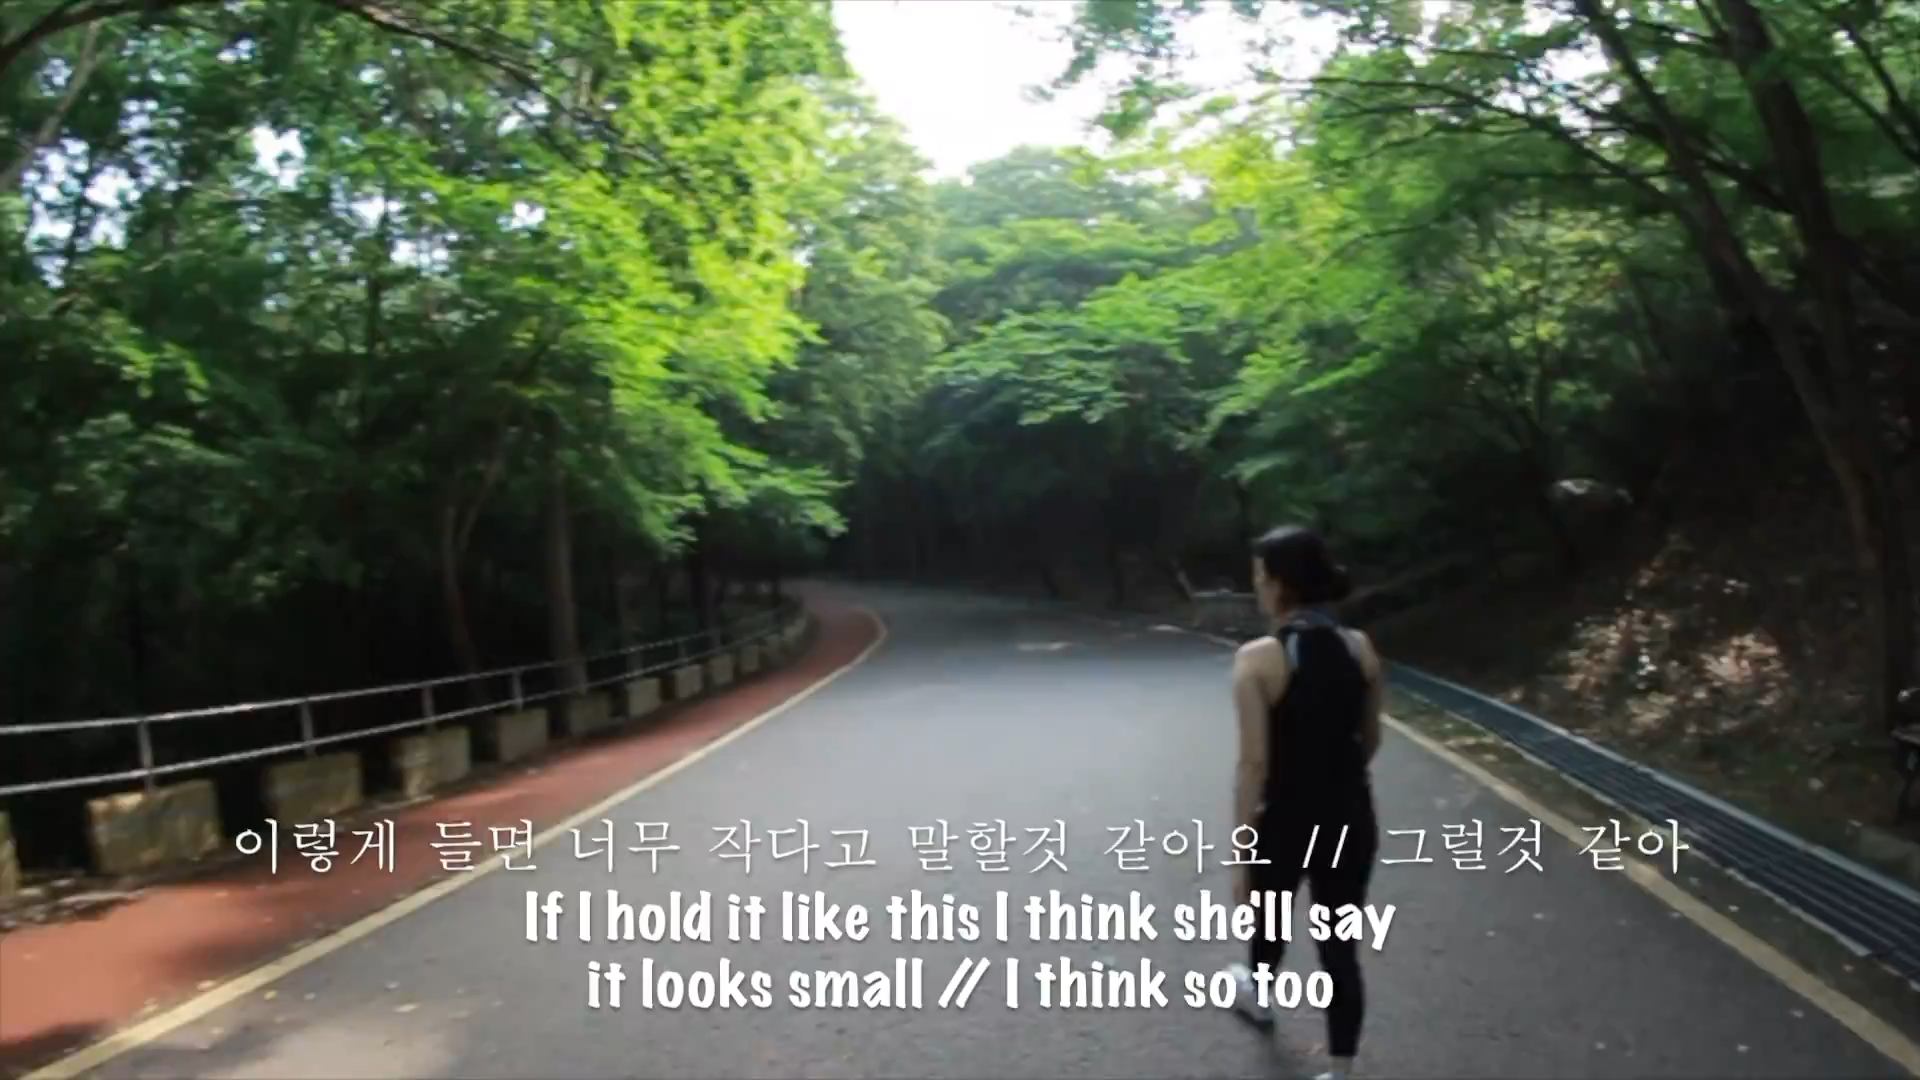 이렇게 들면 너무 작다고 말할것 같아요 // 그럴것 같아
If I hold it like this I think she'll say
it looks small // I think so too